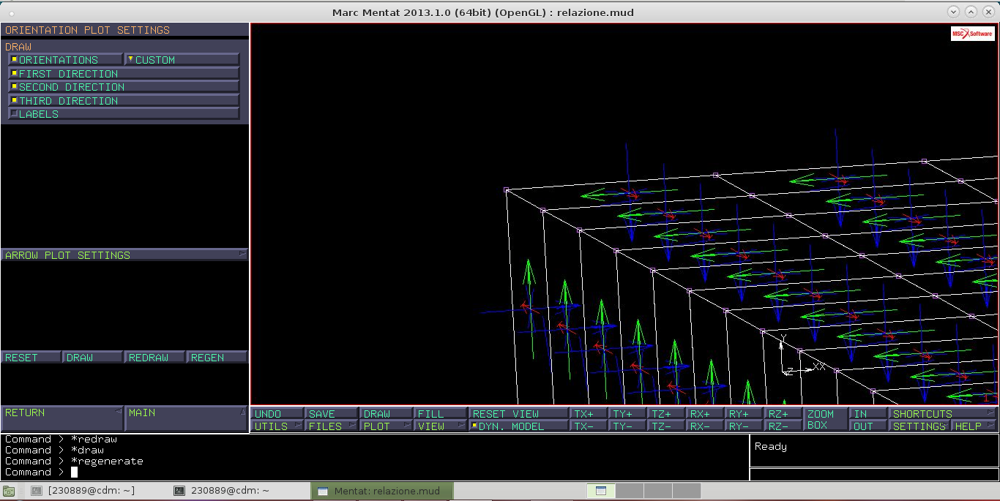 Marc Mentat 2013.1.0 (64bit) (OpenGL) : relazione.mud
ORIENTATION PLOT SETTINGS
DRAW
ORIENTATIONS CUSTOM
FIRST DIRECTION
SECOND DIRECTION
THIRD DIRECTION
LABELS
MSC Software
ARROW PLOT SETTINGS
RESET DRAW REDRAW REGEN
Y
Z XX
1
RETURN MAIN
UNDO SAVE DRAW FILL RESET VIEW TX+ TY+ TZ+ RX+ RY+ RZ+ ZOOM IN SHORTCUTS
UTILS FILES PLOT VIEW DYN. MODEL TX- TY- TZ- RX- RY- RZ- BOX OUT SETTINGS HELP
Command > *redraw
Command > *draw
Command > *regenerate
Command >
Ready
[230889@cdm: ~] 230889@cdm: ~ Mentat: relazione.mud